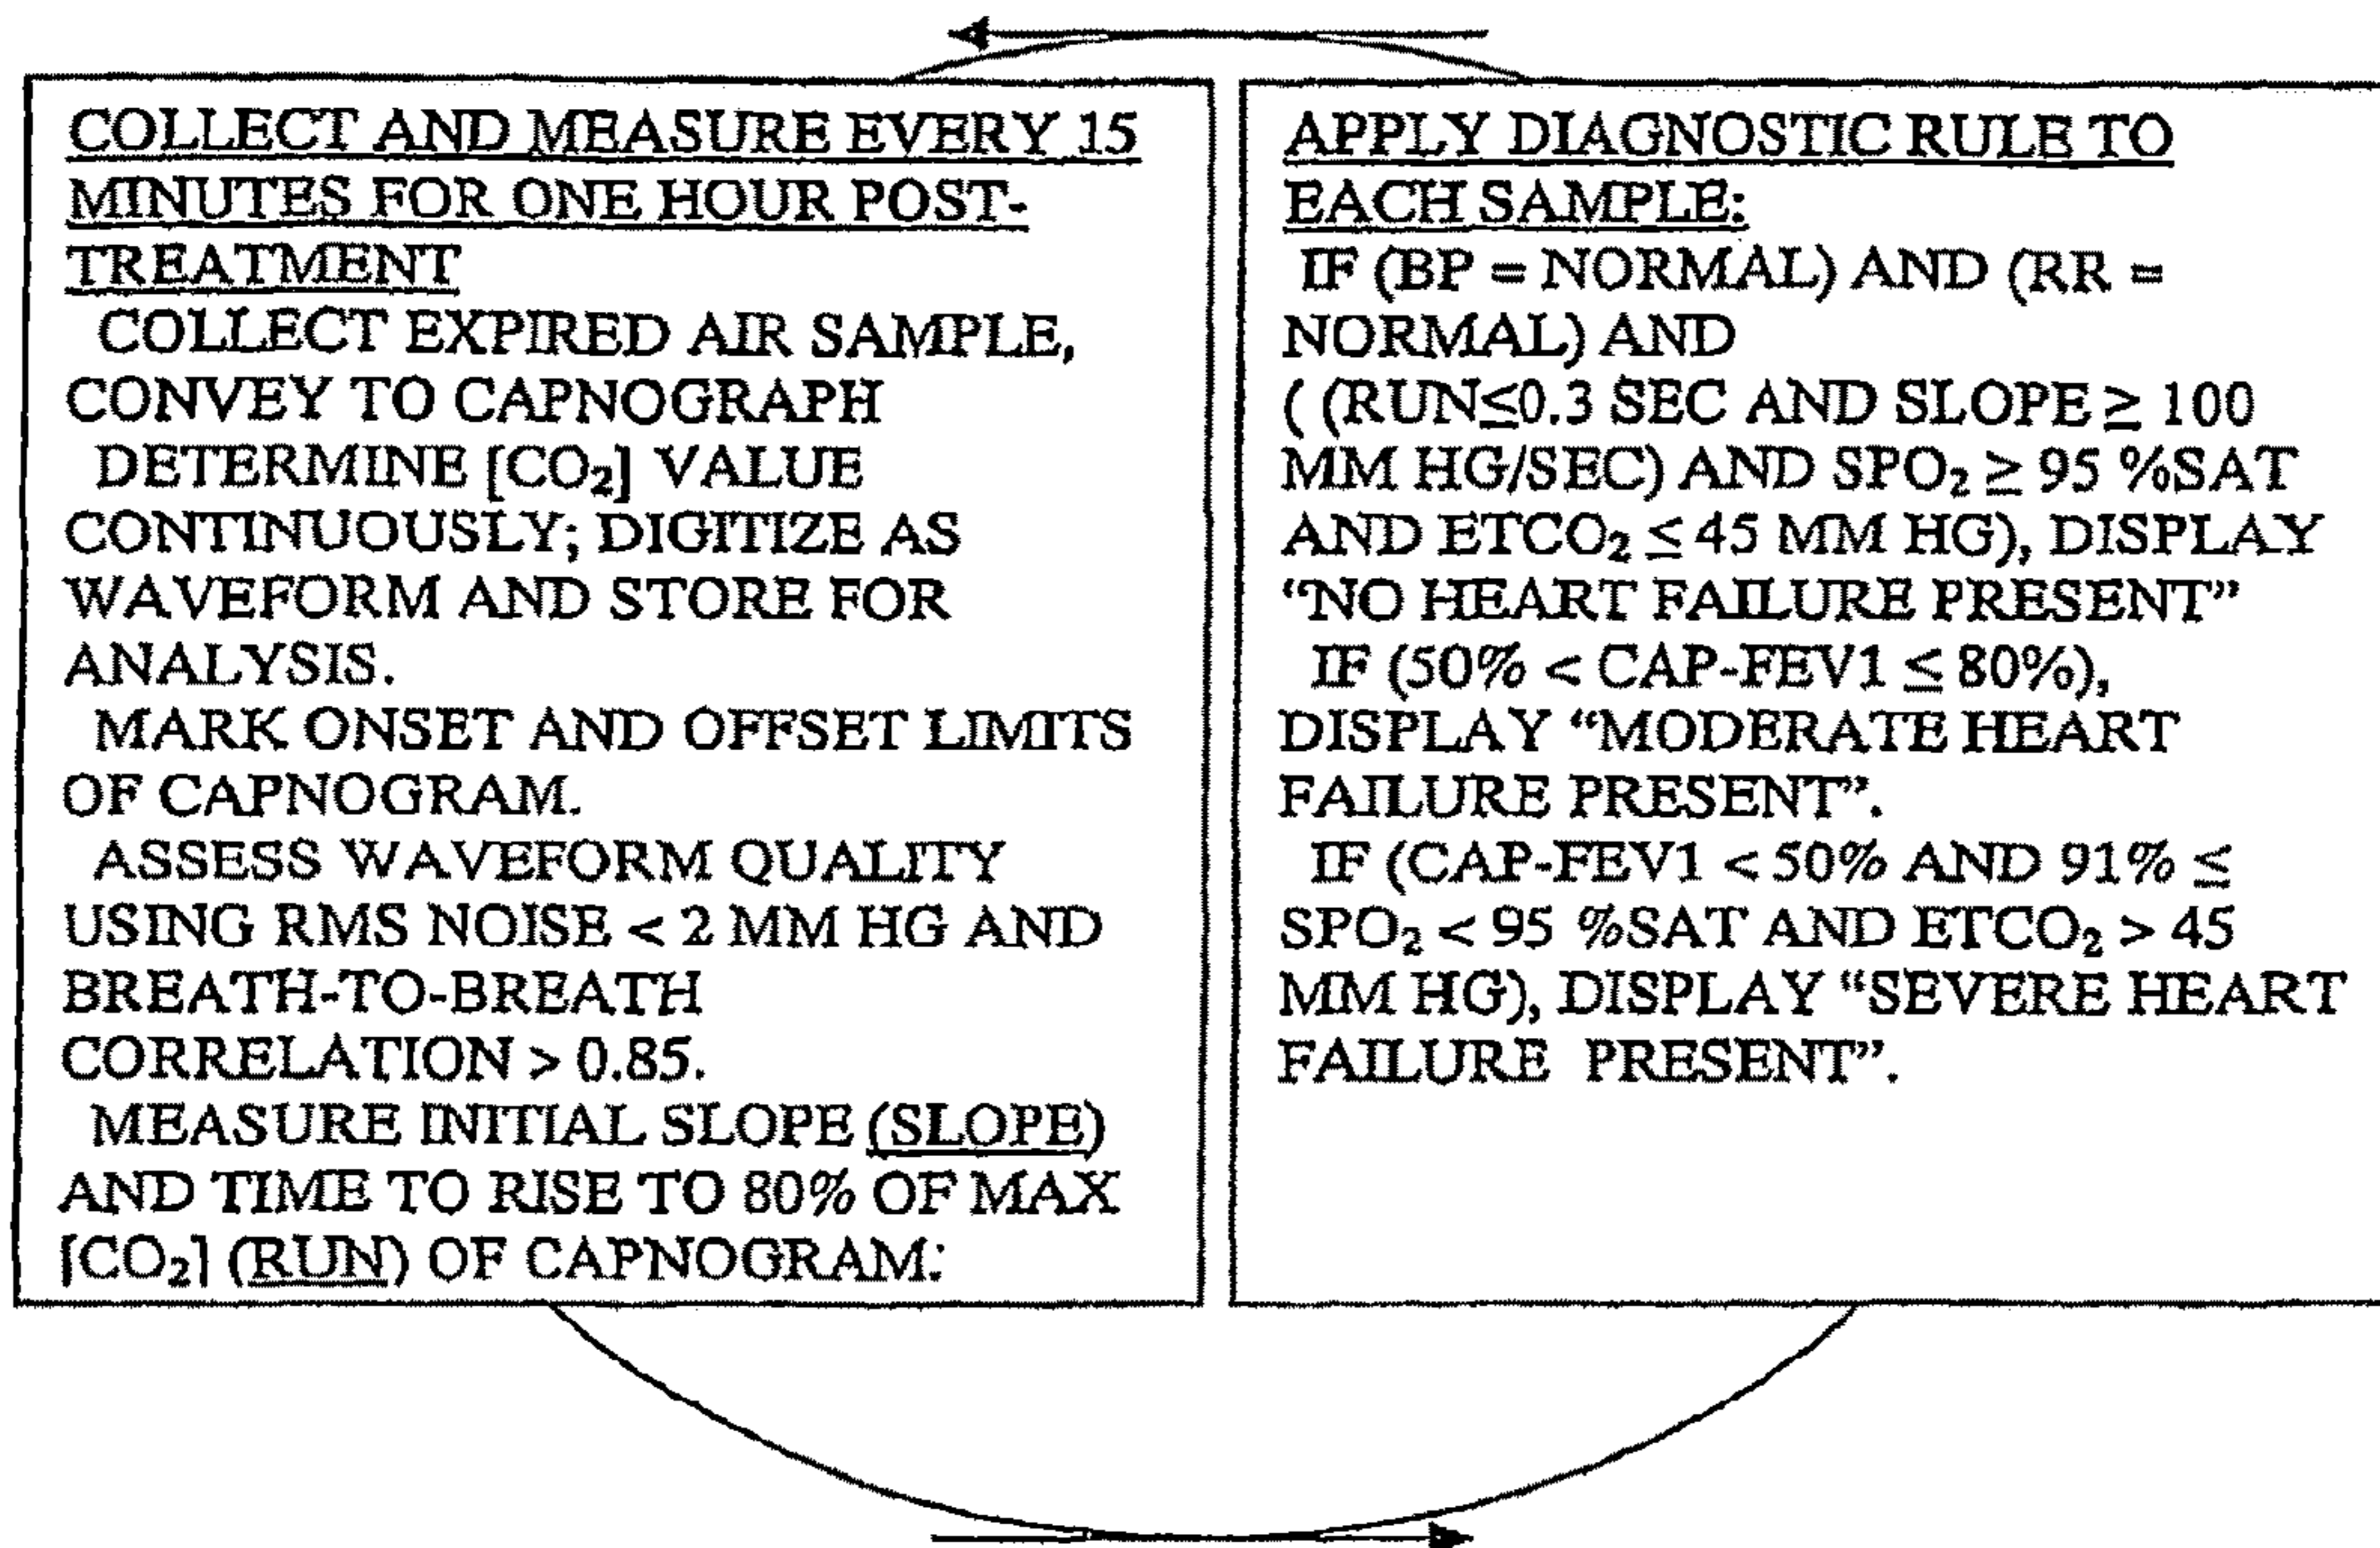 COLLECT AND MEASURE EVERY 15
MINUTES FOR ONE HOUR POST-
TREATMENT
COLLECT EXPIRED AIR SAMPLE,
CONVEY TO CAPNOGRAPH
DETERMINE [CO₂] VALUE
CONTINUOUSLY; DIGITIZE AS
WAVEFORM AND STORE FOR
ANALYSIS.
MARK ONSET AND OFFSET LIMITS
OF CAPNOGRAM.
ASSESS WAVEFORM QUALITY
USING RMS NOISE < 2 MM HG AND
BREATH-TO-BREATH
CORRELATION > 0.85.
MEASURE INITIAL SLOPE (SLOPE)
AND TIME TO RISE TO 80% OF MAX
[CO₂] (RUN) OF CAPNOGRAM:
APPLY DIAGNOSTIC RULE TO
EACH SAMPLE:
IF (BP = NORMAL) AND (RR =
NORMAL) AND
( (RUN≤0.3 SEC AND SLOPE ≥ 100
MM HG/SEC) AND SPO₂ ≥ 95 %SAT
AND ETCO₂ ≤ 45 MM HG), DISPLAY
“NO HEART FAILURE PRESENT”
IF (50% < CAP-FEV1 ≤ 80%),
DISPLAY “MODERATE HEART
FAILURE PRESENT”.
IF (CAP-FEV1 < 50% AND 91% ≤
SPO₂ < 95 %SAT AND ETCO₂ > 45
MM HG), DISPLAY “SEVERE HEART
FAILURE PRESENT”.